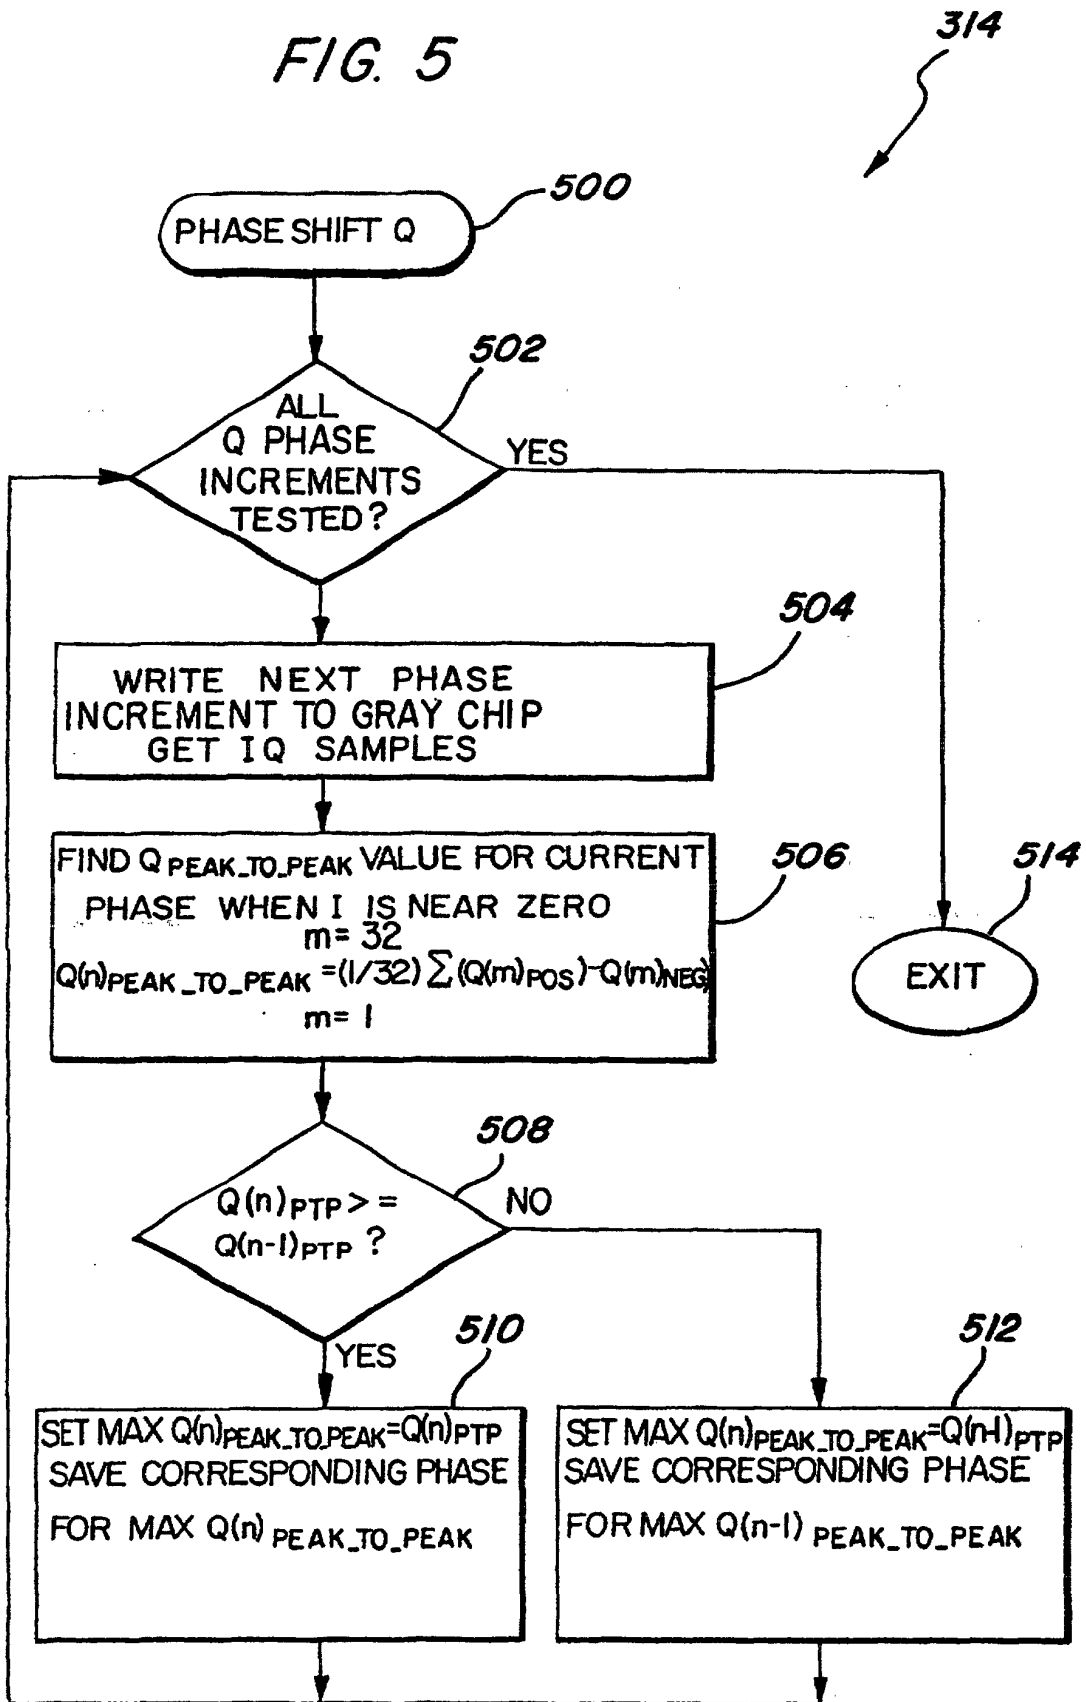 FIG. 5
314
PHASE SHIFT Q
500
502
ALL
Q PHASE
INCREMENTS
TESTED?
YES
504
WRITE NEXT PHASE
INCREMENT TO GRAY CHIP
GET IQ SAMPLES
506
FIND Q PEAK_TO_PEAK VALUE FOR CURRENT
PHASE WHEN I IS NEAR ZERO
m= 32
Q(n)PEAK_TO_PEAK =(1/32) ∑ (Q(m)POS)-Q(m)NEG)
m= 1
514
EXIT
508
Q(n)PTP >=
Q(n-1)PTP ?
NO
YES
510
SET MAX Q(n)PEAK_TO_PEAK=Q(n)PTP
SAVE CORRESPONDING PHASE
FOR MAX Q(n) PEAK_TO_PEAK
512
SET MAX Q(n)PEAK_TO_PEAK=Q(n-1)PTP
SAVE CORRESPONDING PHASE
FOR MAX Q(n-1) PEAK_TO_PEAK